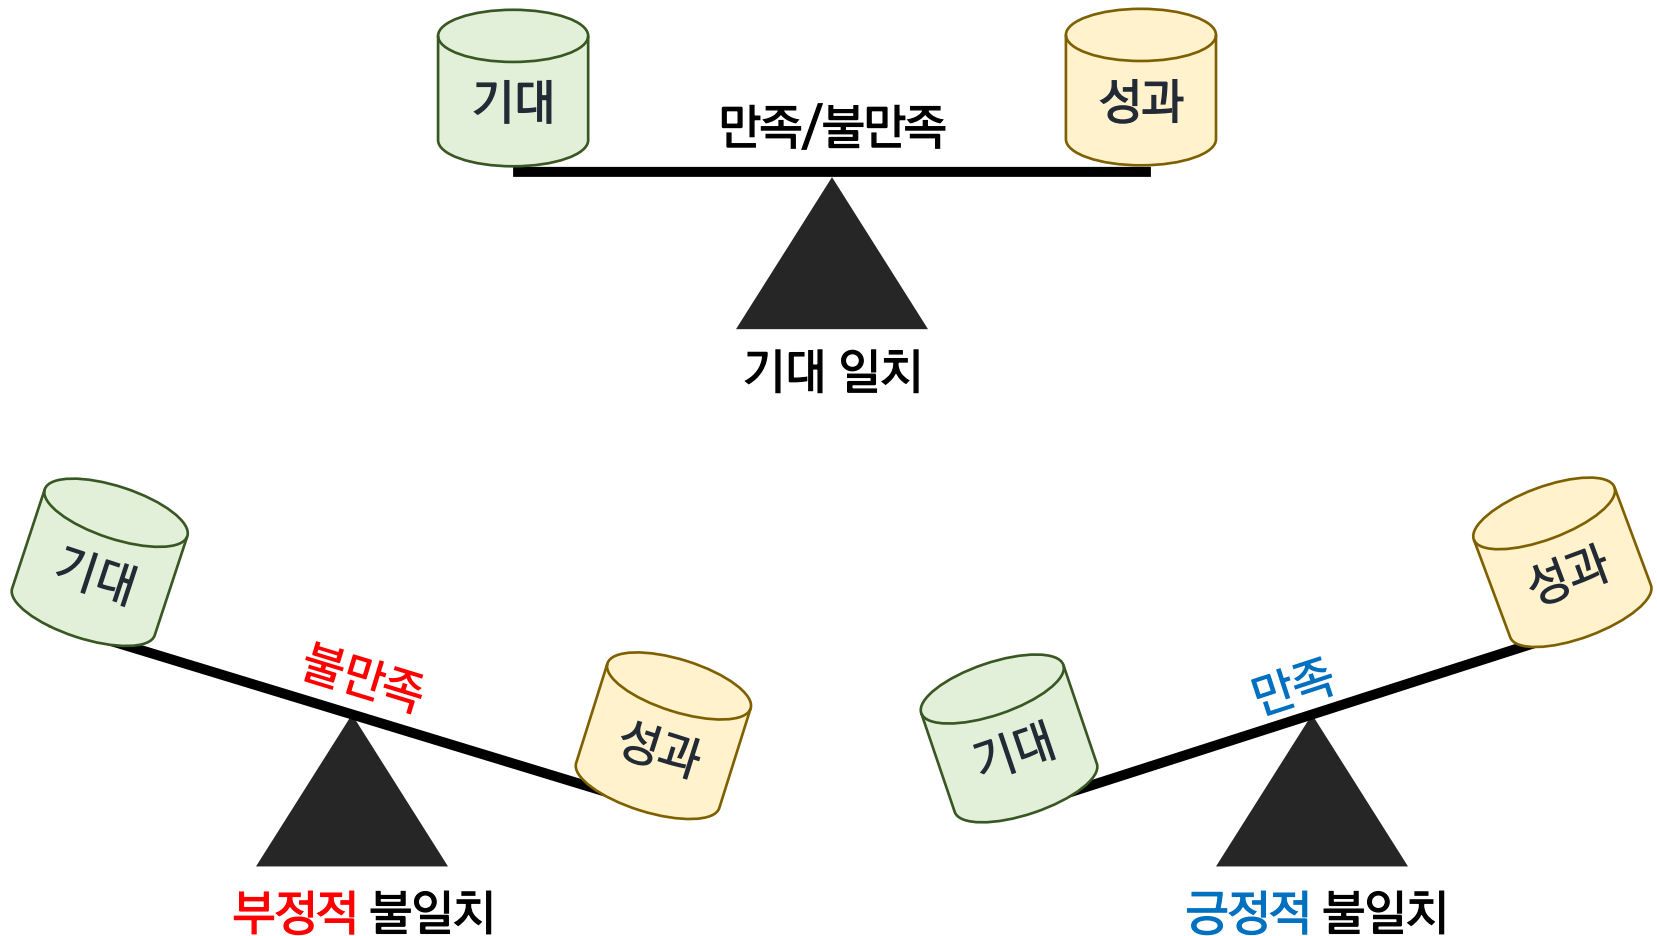 기대
성과
만족/불만족
기대 일치
기대
불만족
성과
부정적 불일치
성과
만족
기대
긍정적 불일치